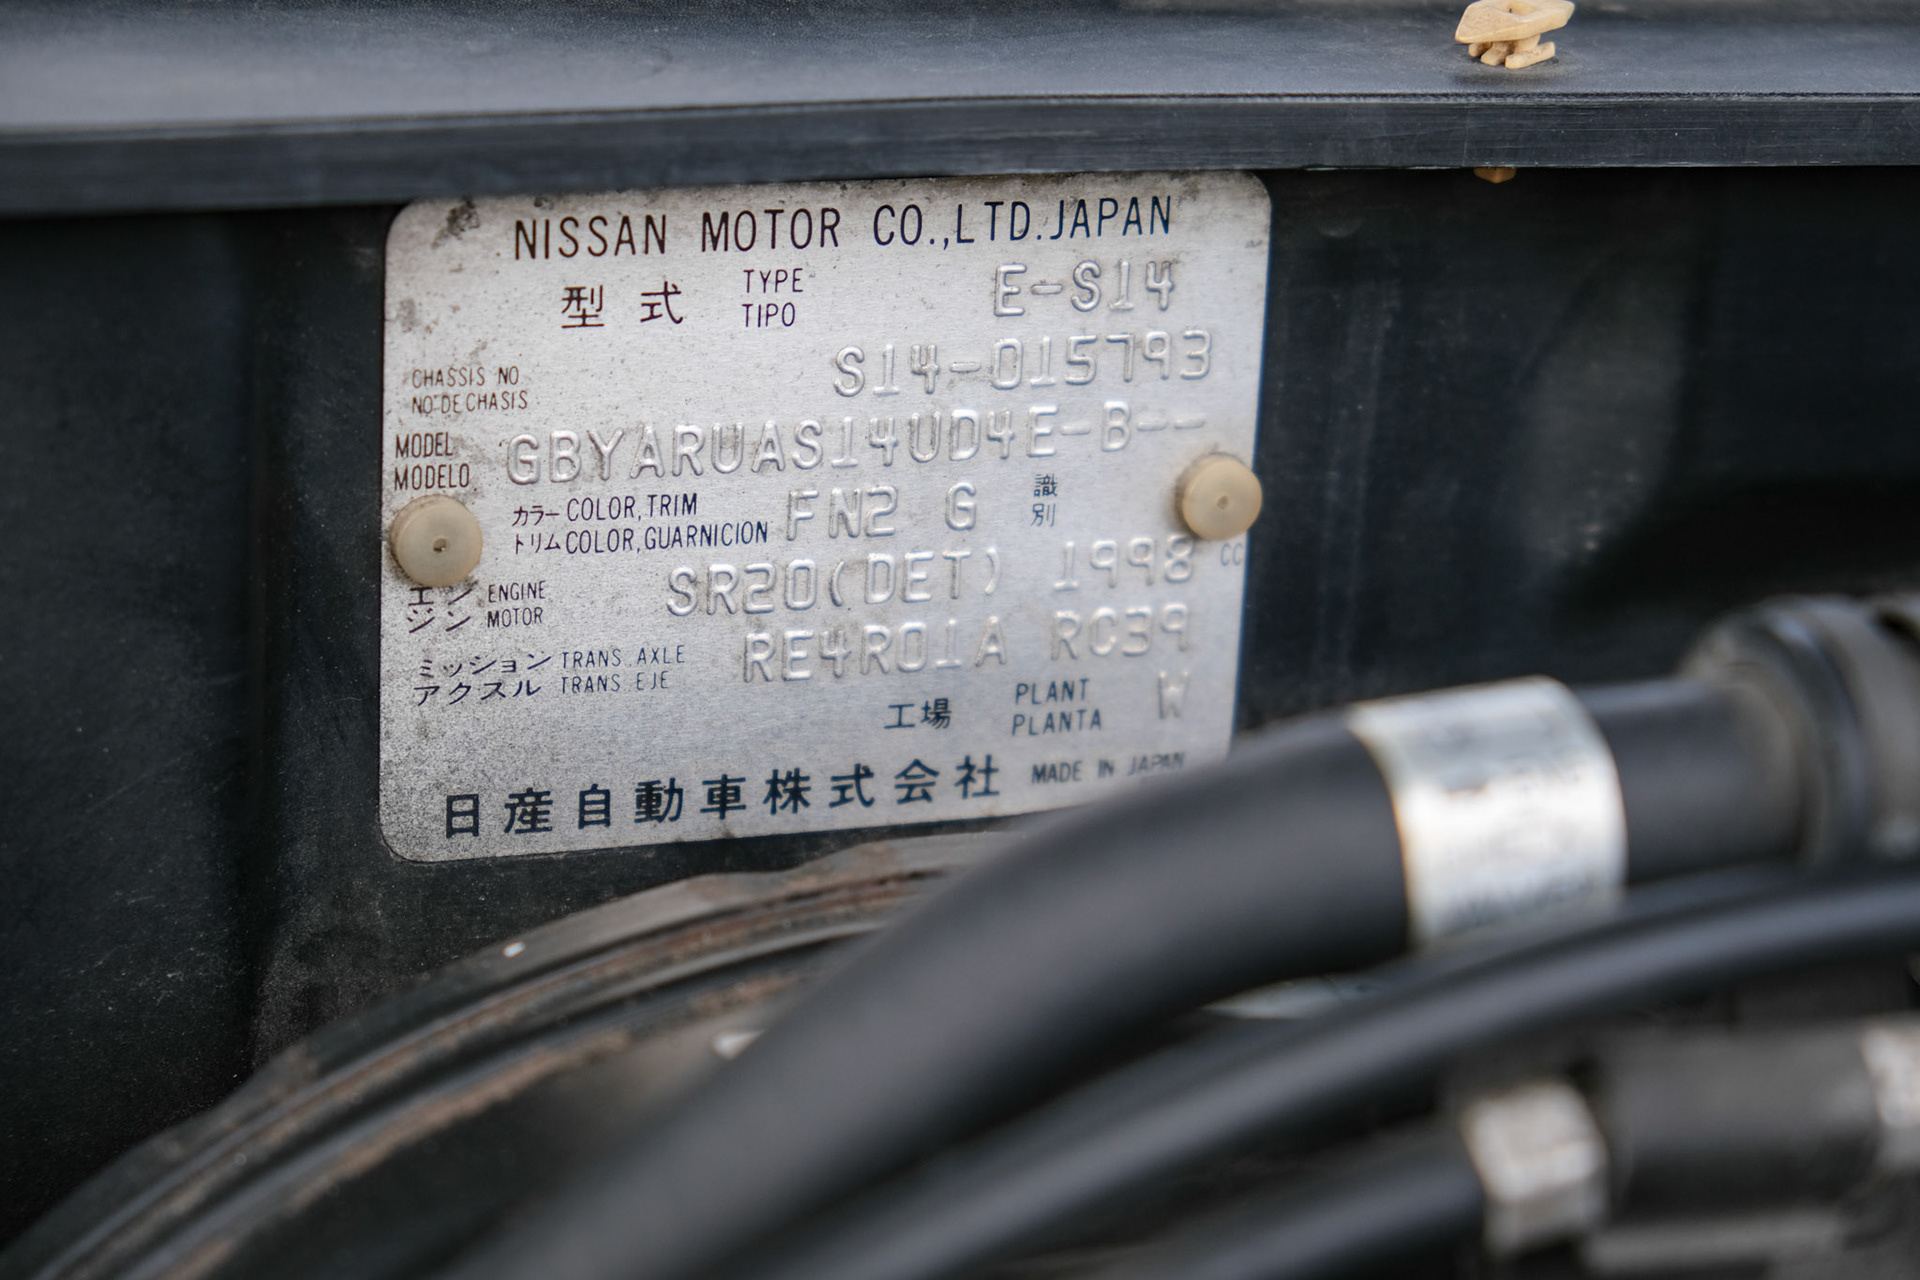 NISSAN MOTOR CO.,LTD.JAPAN
型式 TYPE E-S14
TIPO
CHASSIS NO S14-015793
NO DE CHASIS
MODEL GBYARUAS14UD4E-B--
MODELO
カラー COLOR,TRIM FN2 G 識別
トリム COLOR,GUARNICION
エンジン ENGINE SR20(DET) 1998 CC
MOTOR
ミッション TRANS.AXLE RE4R01A RC39
アクスル TRANS EJE
工場 PLANT W
PLANTA
日産自動車株式会社 MADE IN JAPAN